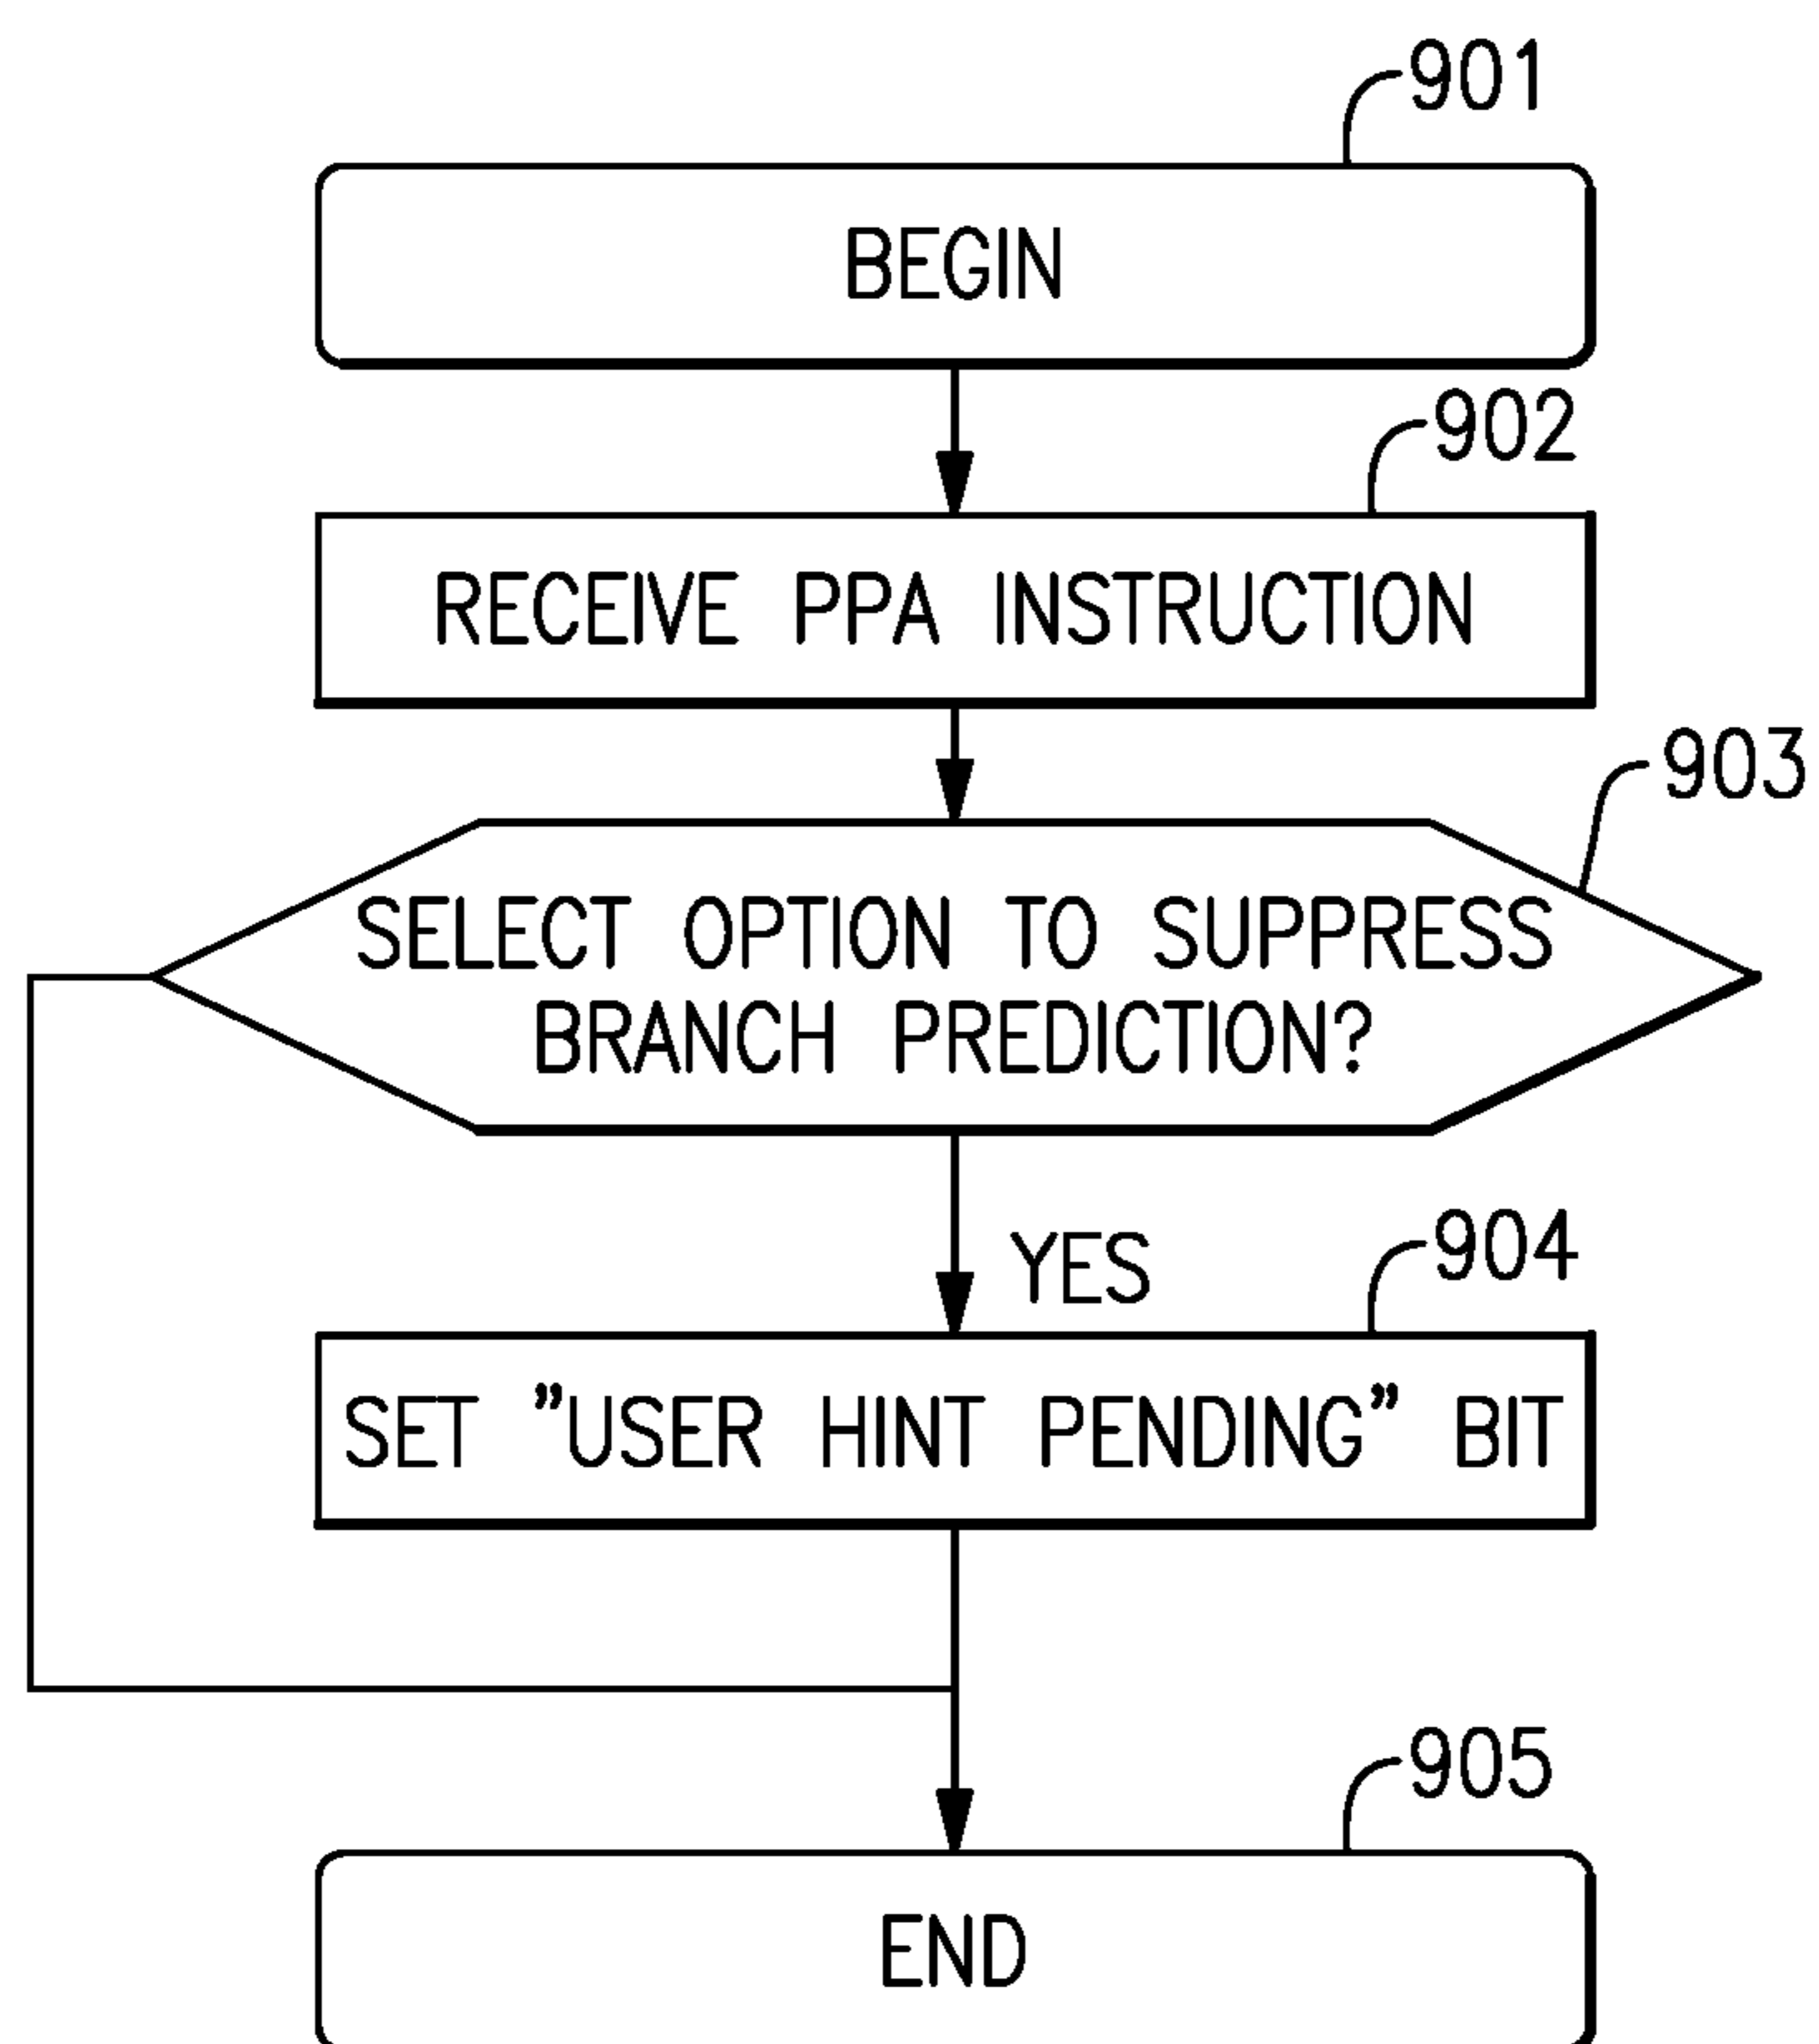 901
BEGIN
902
RECEIVE PPA INSTRUCTION
903
SELECT OPTION TO SUPPRESS
BRANCH PREDICTION?
YES
904
SET "USER HINT PENDING" BIT
905
END